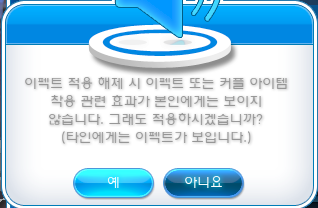 이펙트 적용 해제 시 이펙트 또는 커플 아이템
착용 관련 효과가 본인에게는 보이지
않습니다. 그래도 적용하시겠습니까?
(타인에게는 이펙트가 보입니다.)
예
아니요